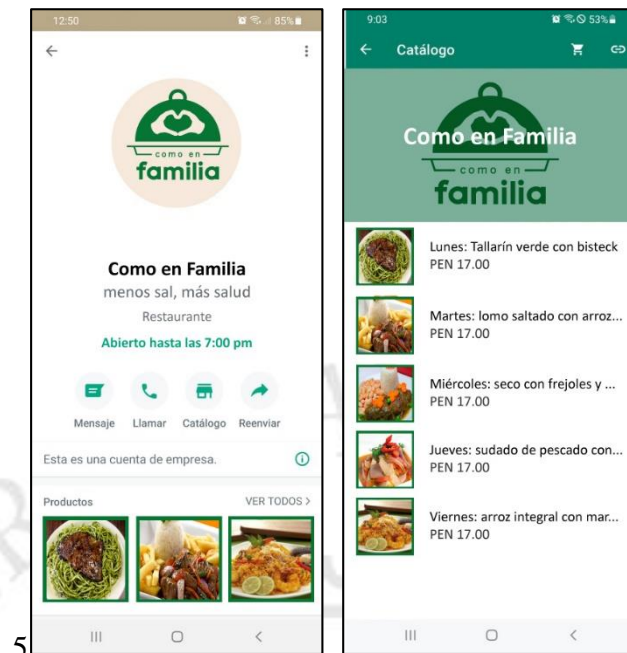 12:50
85%
como en
familia
Como en Familia
menos sal, más salud
Restaurante
Abierto hasta las 7:00 pm
Mensaje Llamar Catálogo Reenviar
Esta es una cuenta de empresa.
Productos VER TODOS >
5
9:03
53%
Catálogo
Como en Familia
como en
familia
Lunes: Tallarín verde con bisteck
PEN 17.00
Martes: lomo saltado con arroz...
PEN 17.00
Miércoles: seco con frejoles y ...
PEN 17.00
Jueves: sudado de pescado con...
PEN 17.00
Viernes: arroz integral con mar...
PEN 17.00